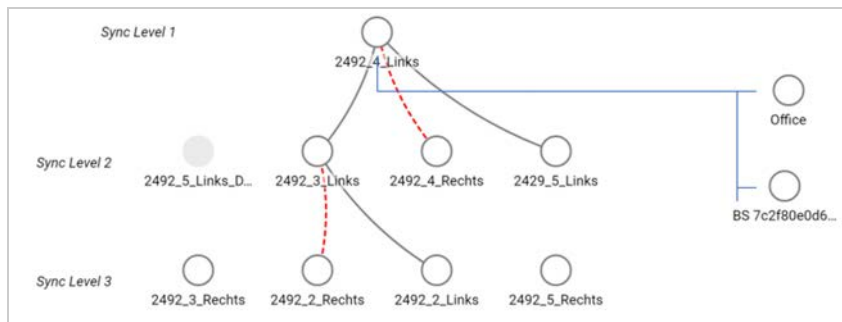 Sync Level 1
2492_4_Links
Office
Sync Level 2
2492_5_Links_D...
2492_3_Links
2492_4_Rechts
2429_5_Links
BS 7c2f80e0d6...
Sync Level 3
2492_3_Rechts
2492_2_Rechts
2492_2_Links
2492_5_Rechts